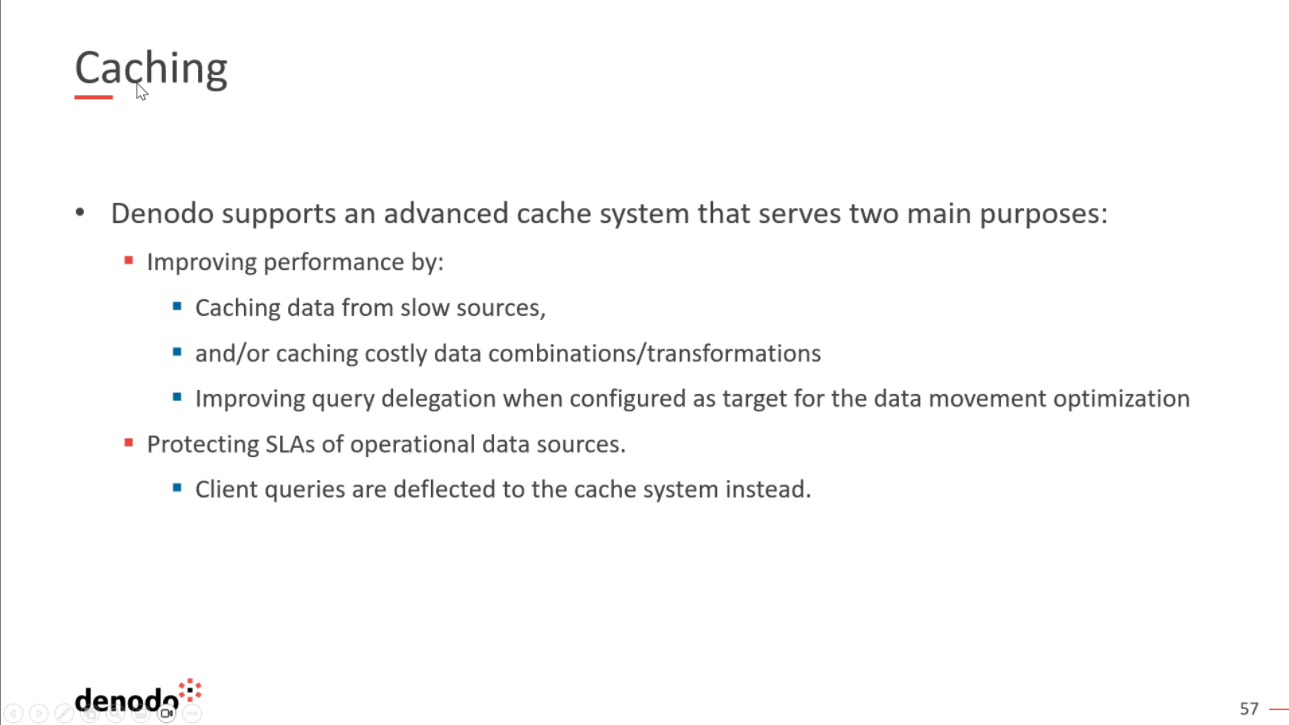 Caching
• Denodo supports an advanced cache system that serves two main purposes:
▪ Improving performance by:
▪ Caching data from slow sources,
▪ and/or caching costly data combinations/transformations
▪ Improving query delegation when configured as target for the data movement optimization
▪ Protecting SLAs of operational data sources.
▪ Client queries are deflected to the cache system instead.
denodo
57